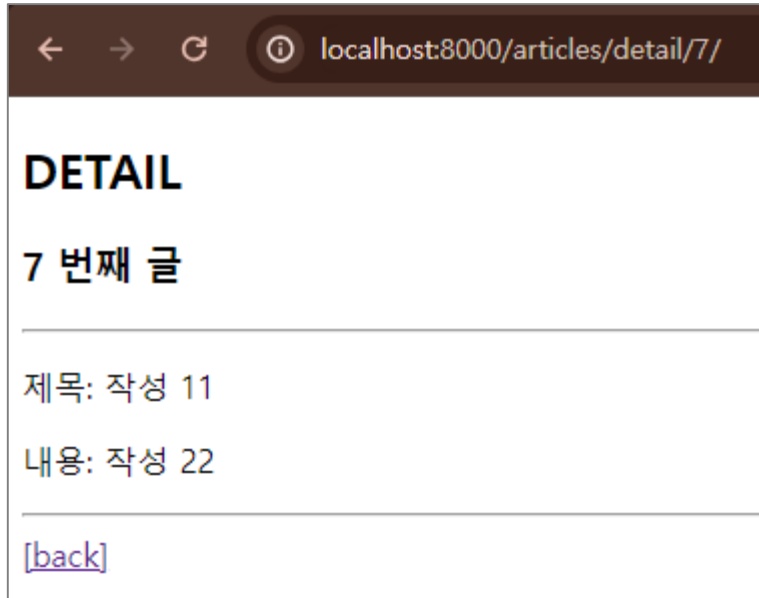 localhost:8000/articles/detail/7/
DETAIL
7 번째 글
제목: 작성 11
내용: 작성 22
[back]